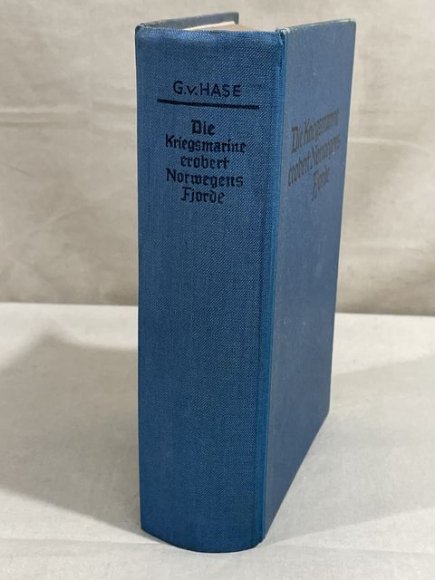 G.v.HASE
Die
Kriegsmarine
erobert
Norwegens
Fjorde
Die Kriegsmarine
erobert Norwegens
Fjorde